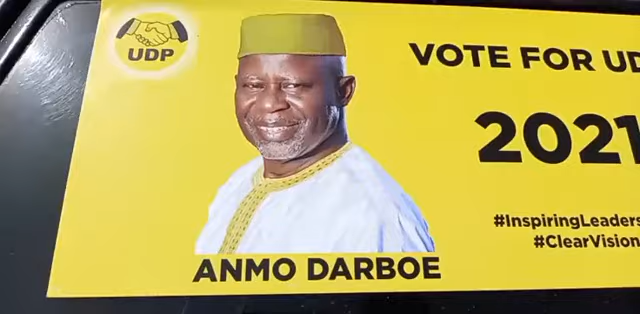 UDP
VOTE FOR UD
2021
#InspiringLeaders
#ClearVision
ANMO DARBOE